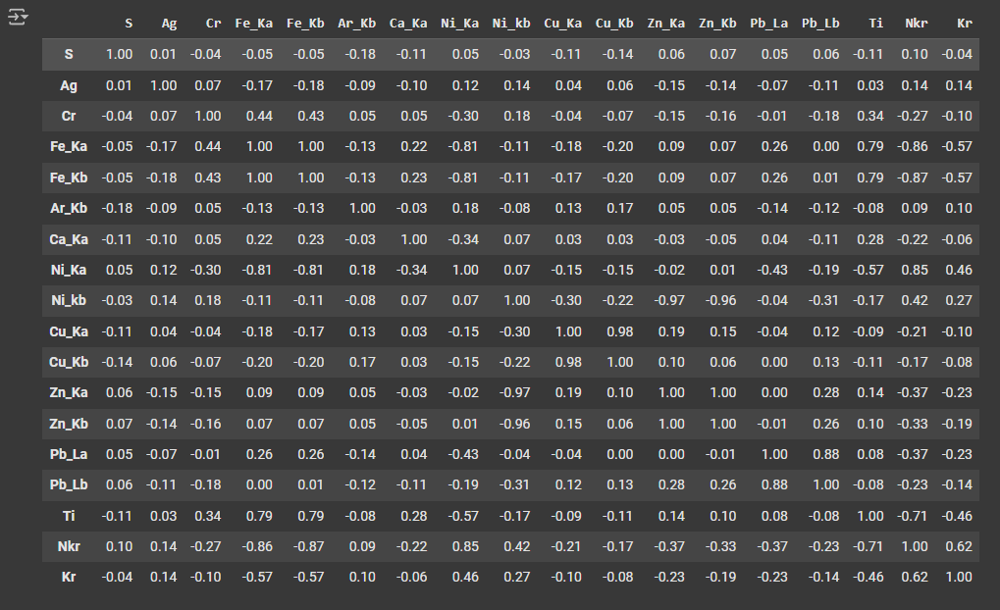 S Ag Cr Fe_Ka Fe_Kb Ar_Kb Ca_Ka Ni_Ka Ni_kb Cu_Ka Cu_Kb Zn_Ka Zn_Kb Pb_La Pb_Lb Ti Nkr Kr
S 1.00 0.01 -0.04 -0.05 -0.05 -0.18 -0.11 0.05 -0.03 -0.11 -0.14 0.06 0.07 0.05 0.06 -0.11 0.10 -0.04
Ag 0.01 1.00 0.07 -0.17 -0.18 -0.09 -0.10 0.12 0.14 0.04 0.06 -0.15 -0.14 -0.07 -0.11 0.03 0.14 0.14
Cr -0.04 0.07 1.00 0.44 0.43 0.05 0.05 -0.30 0.18 -0.04 -0.07 -0.15 -0.16 -0.01 -0.18 0.34 -0.27 -0.10
Fe_Ka -0.05 -0.17 0.44 1.00 1.00 -0.13 0.22 -0.81 -0.11 -0.18 -0.20 0.09 0.07 0.26 0.00 0.79 -0.86 -0.57
Fe_Kb -0.05 -0.18 0.43 1.00 1.00 -0.13 0.23 -0.81 -0.11 -0.17 -0.20 0.09 0.07 0.26 0.01 0.79 -0.87 -0.57
Ar_Kb -0.18 -0.09 0.05 -0.13 -0.13 1.00 -0.03 0.18 -0.08 0.13 0.17 0.05 0.05 -0.14 -0.12 -0.08 0.09 0.10
Ca_Ka -0.11 -0.10 0.05 0.22 0.23 -0.03 1.00 -0.34 0.07 0.03 0.03 -0.03 -0.05 0.04 -0.11 0.28 -0.22 -0.06
Ni_Ka 0.05 0.12 -0.30 -0.81 -0.81 0.18 -0.34 1.00 0.07 -0.15 -0.15 -0.02 0.01 -0.43 -0.19 -0.57 0.85 0.46
Ni_kb -0.03 0.14 0.18 -0.11 -0.11 -0.08 0.07 0.07 1.00 -0.30 -0.22 -0.97 -0.96 -0.04 -0.31 -0.17 0.42 0.27
Cu_Ka -0.11 0.04 -0.04 -0.18 -0.17 0.13 0.03 -0.15 -0.30 1.00 0.98 0.19 0.15 -0.04 0.12 -0.09 -0.21 -0.10
Cu_Kb -0.14 0.06 -0.07 -0.20 -0.20 0.17 0.03 -0.15 -0.22 0.98 1.00 0.10 0.06 0.00 0.13 -0.11 -0.17 -0.08
Zn_Ka 0.06 -0.15 -0.15 0.09 0.09 0.05 -0.03 -0.02 -0.97 0.19 0.10 1.00 1.00 0.00 0.28 0.14 -0.37 -0.23
Zn_Kb 0.07 -0.14 -0.16 0.07 0.07 0.05 -0.05 0.01 -0.96 0.15 0.06 1.00 1.00 -0.01 0.26 0.10 -0.33 -0.19
Pb_La 0.05 -0.07 -0.01 0.26 0.26 -0.14 0.04 -0.43 -0.04 -0.04 0.00 0.00 -0.01 1.00 0.88 0.08 -0.37 -0.23
Pb_Lb 0.06 -0.11 -0.18 0.00 0.01 -0.12 -0.11 -0.19 -0.31 0.12 0.13 0.28 0.26 0.88 1.00 -0.08 -0.23 -0.14
Ti -0.11 0.03 0.34 0.79 0.79 -0.08 0.28 -0.57 -0.17 -0.09 -0.11 0.14 0.10 0.08 -0.08 1.00 -0.71 -0.46
Nkr 0.10 0.14 -0.27 -0.86 -0.87 0.09 -0.22 0.85 0.42 -0.21 -0.17 -0.37 -0.33 -0.37 -0.23 -0.71 1.00 0.62
Kr -0.04 0.14 -0.10 -0.57 -0.57 0.10 -0.06 0.46 0.27 -0.10 -0.08 -0.23 -0.19 -0.23 -0.14 -0.46 0.62 1.00